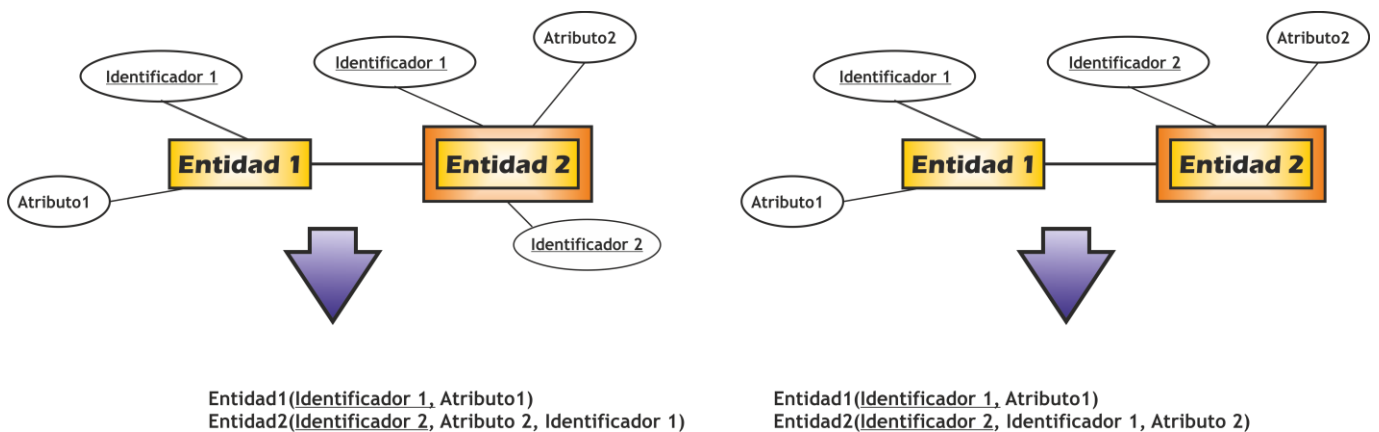 Atributo2
Identificador 1
Identificador 1
Entidad 1
Entidad 2
Atributo1
Identificador 2
Entidad1(Identificador 1, Atributo1)
Entidad2(Identificador 2, Atributo 2, Identificador 1)
Atributo2
Identificador 1
Identificador 2
Entidad 1
Entidad 2
Atributo1
Entidad1(Identificador 1, Atributo1)
Entidad2(Identificador 2, Identificador 1, Atributo 2)